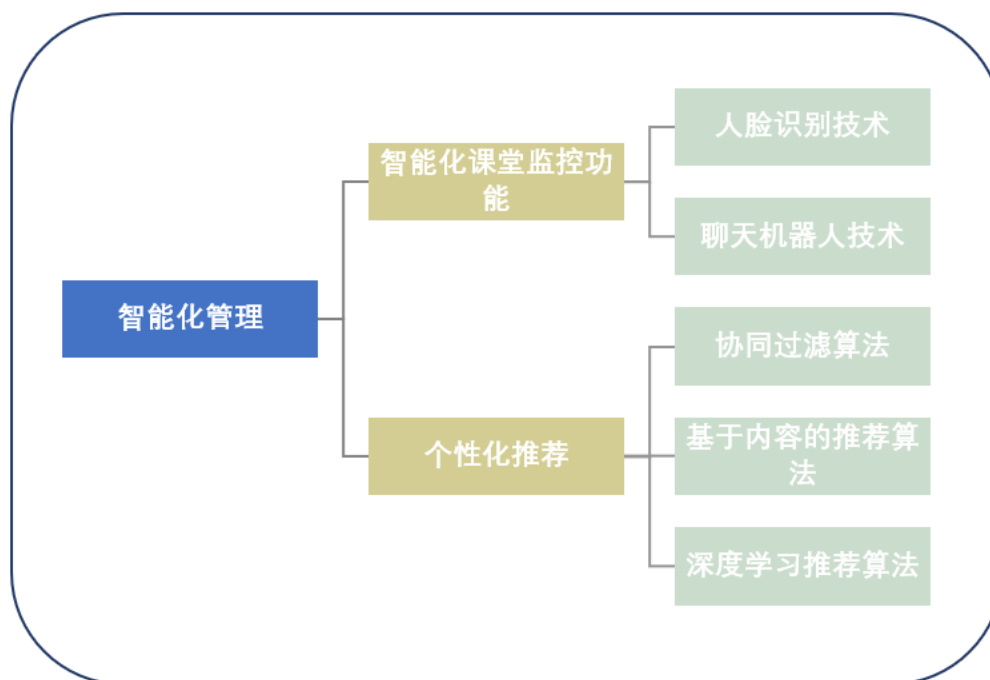 人脸识别技术
智能化课堂监控功
能
聊天机器人技术
智能化管理
协同过滤算法
个性化推荐
基于内容的推荐算
法
深度学习推荐算法